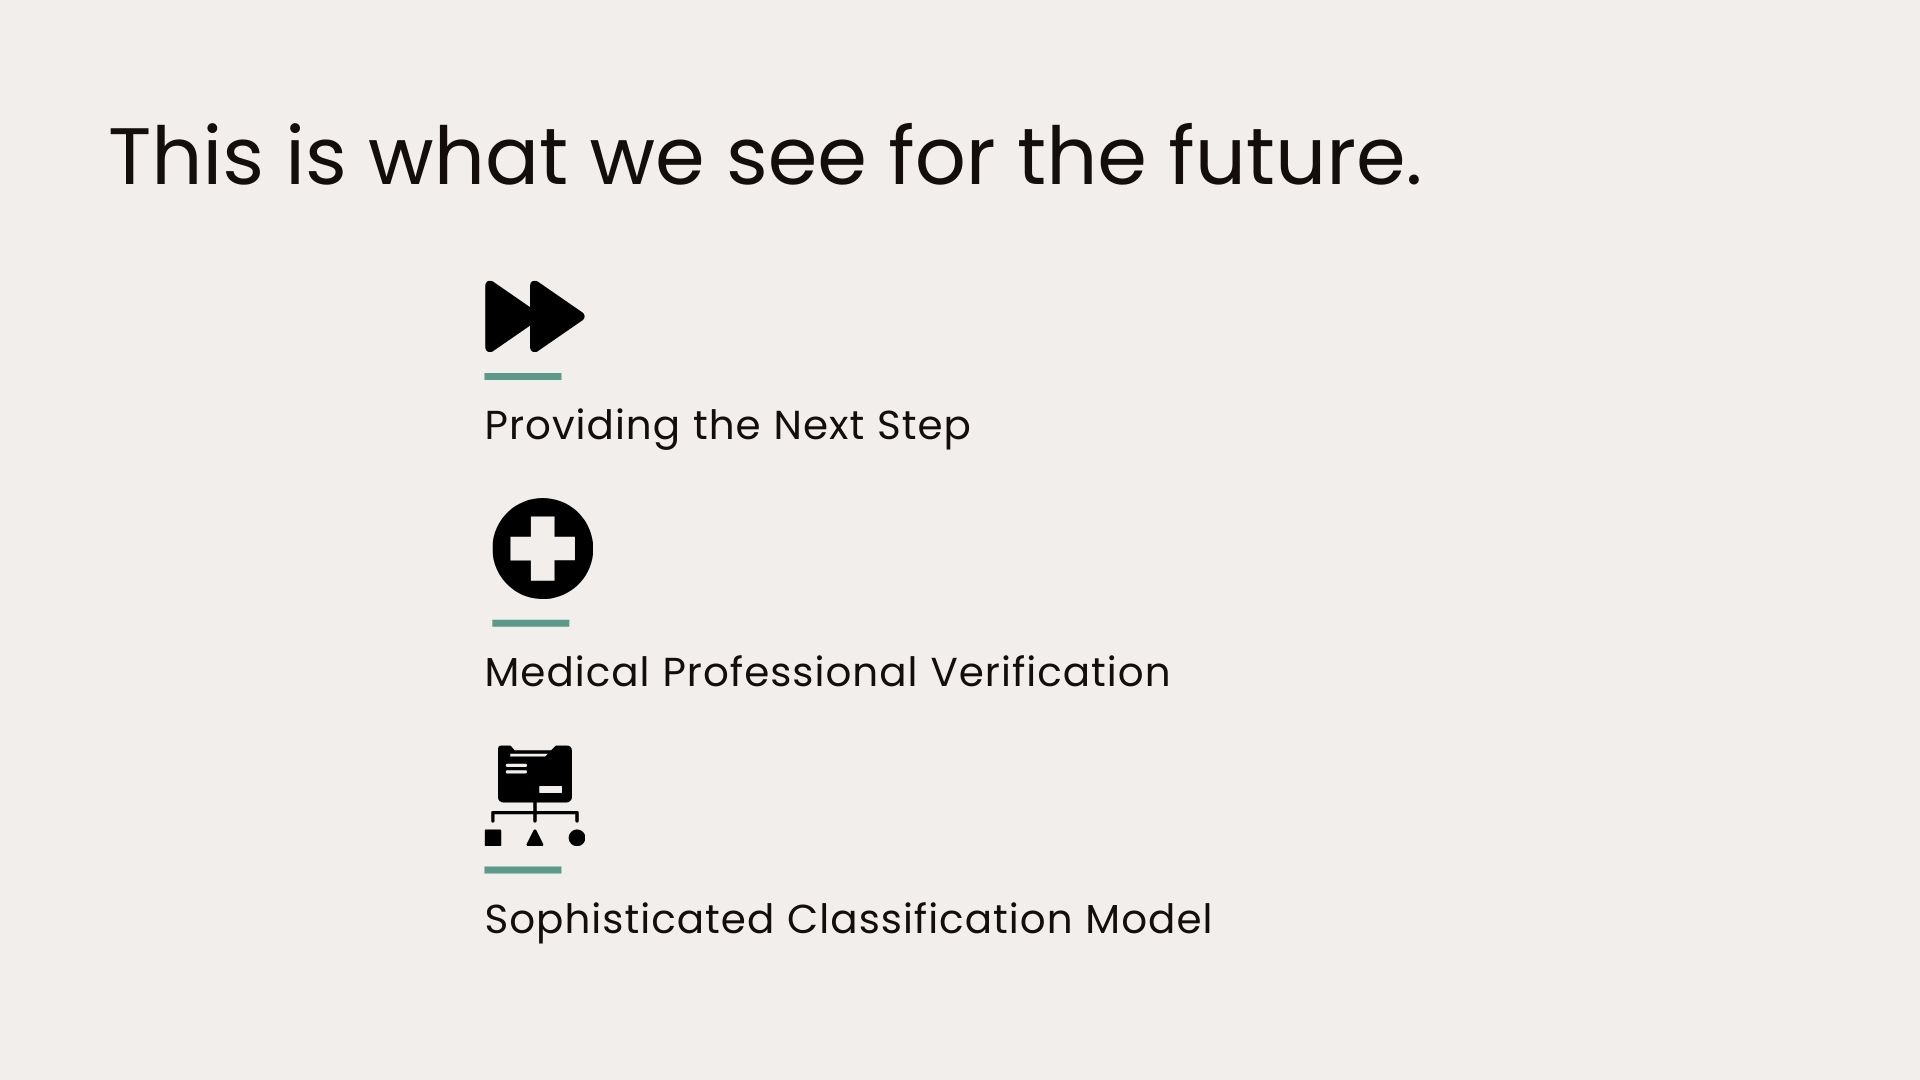 This is what we see for the future.
Providing the Next Step
Medical Professional Verification
Sophisticated Classification Model